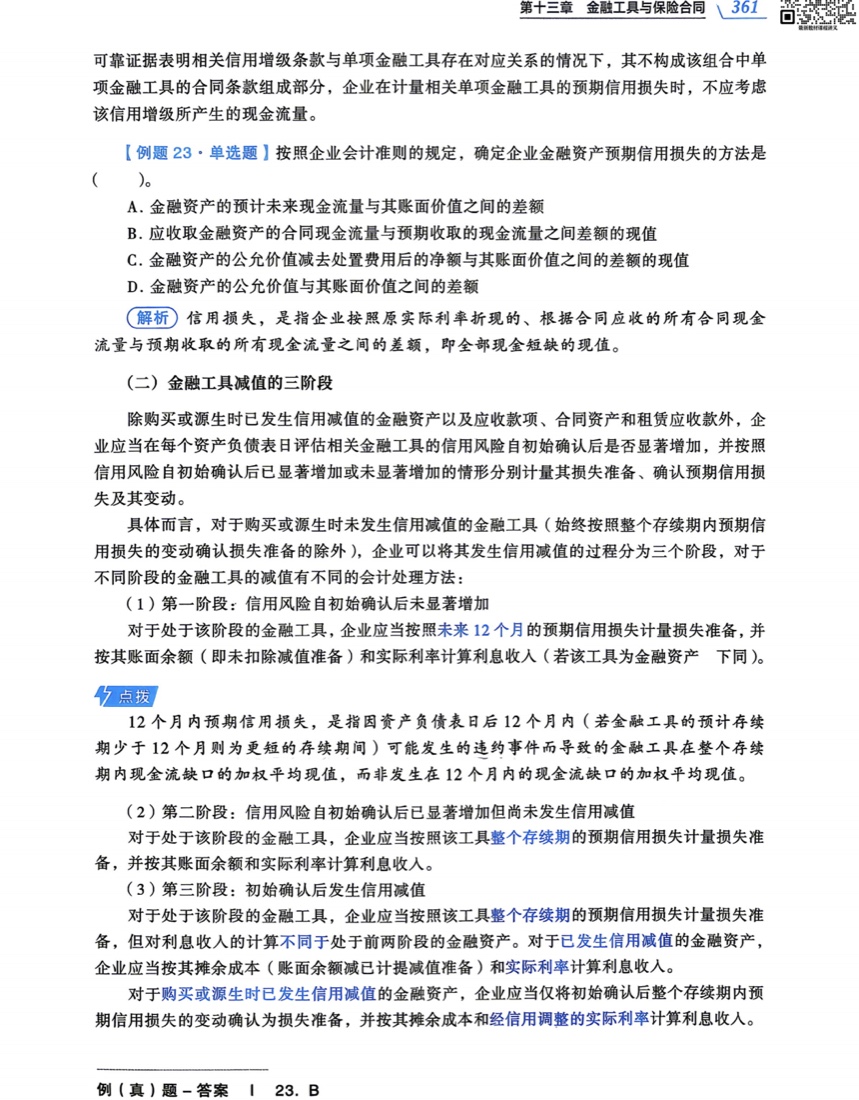 第十三章 金融工具与保险合同 361
可靠证据表明相关信用增级条款与单项金融工具存在对应关系的情况下，其不构成该组合中单
项金融工具的合同条款组成部分，企业在计量相关单项金融工具的预期信用损失时，不应考虑
该信用增级所产生的现金流量。
【例题 23·单选题】按照企业会计准则的规定，确定企业金融资产预期信用损失的方法是
（ ）。
A. 金融资产的预计未来现金流量与其账面价值之间的差额
B. 应收取金融资产的合同现金流量与预期收取的现金流量之间差额的现值
C. 金融资产的公允价值减去处置费用后的净额与其账面价值之间的差额的现值
D. 金融资产的公允价值与其账面价值之间的差额
解析 信用损失，是指企业按照原实际利率折现的、根据合同应收的所有合同现金
流量与预期收取的所有现金流量之间的差额，即全部现金短缺的现值。
（二）金融工具减值的三阶段
除购买或源生时已发生信用减值的金融资产以及应收款项、合同资产和租赁应收款外，企
业应当在每个资产负债表日评估相关金融工具的信用风险自初始确认后是否显著增加，并按照
信用风险自初始确认后已显著增加或未显著增加的情形分别计量其损失准备、确认预期信用损
失及其变动。
具体而言，对于购买或源生时未发生信用减值的金融工具（始终按照整个存续期内预期信
用损失的变动确认损失准备的除外），企业可以将其发生信用减值的过程分为三个阶段，对于
不同阶段的金融工具的减值有不同的会计处理方法：
（1）第一阶段：信用风险自初始确认后未显著增加
对于处于该阶段的金融工具，企业应当按照未来 12 个月的预期信用损失计量损失准备，并
按其账面余额（即未扣除减值准备）和实际利率计算利息收入（若该工具为金融资产 下同）。
点拨
12 个月内预期信用损失，是指因资产负债表日后 12 个月内（若金融工具的预计存续
期少于 12 个月则为更短的存续期间）可能发生的违约事件而导致的金融工具在整个存续
期内现金流缺口的加权平均现值，而非发生在 12 个月内的现金流缺口的加权平均现值。
（2）第二阶段：信用风险自初始确认后已显著增加但尚未发生信用减值
对于处于该阶段的金融工具，企业应当按照该工具整个存续期的预期信用损失计量损失准
备，并按其账面余额和实际利率计算利息收入。
（3）第三阶段：初始确认后发生信用减值
对于处于该阶段的金融工具，企业应当按照该工具整个存续期的预期信用损失计量损失准
备，但对利息收入的计算不同于处于前两阶段的金融资产。对于已发生信用减值的金融资产，
企业应当按其摊余成本（账面余额减已计提减值准备）和实际利率计算利息收入。
对于购买或源生时已发生信用减值的金融资产，企业应当仅将初始确认后整个存续期内预
期信用损失的变动确认为损失准备，并按其摊余成本和经信用调整的实际利率计算利息收入。
例（真）题－答案 | 23. B